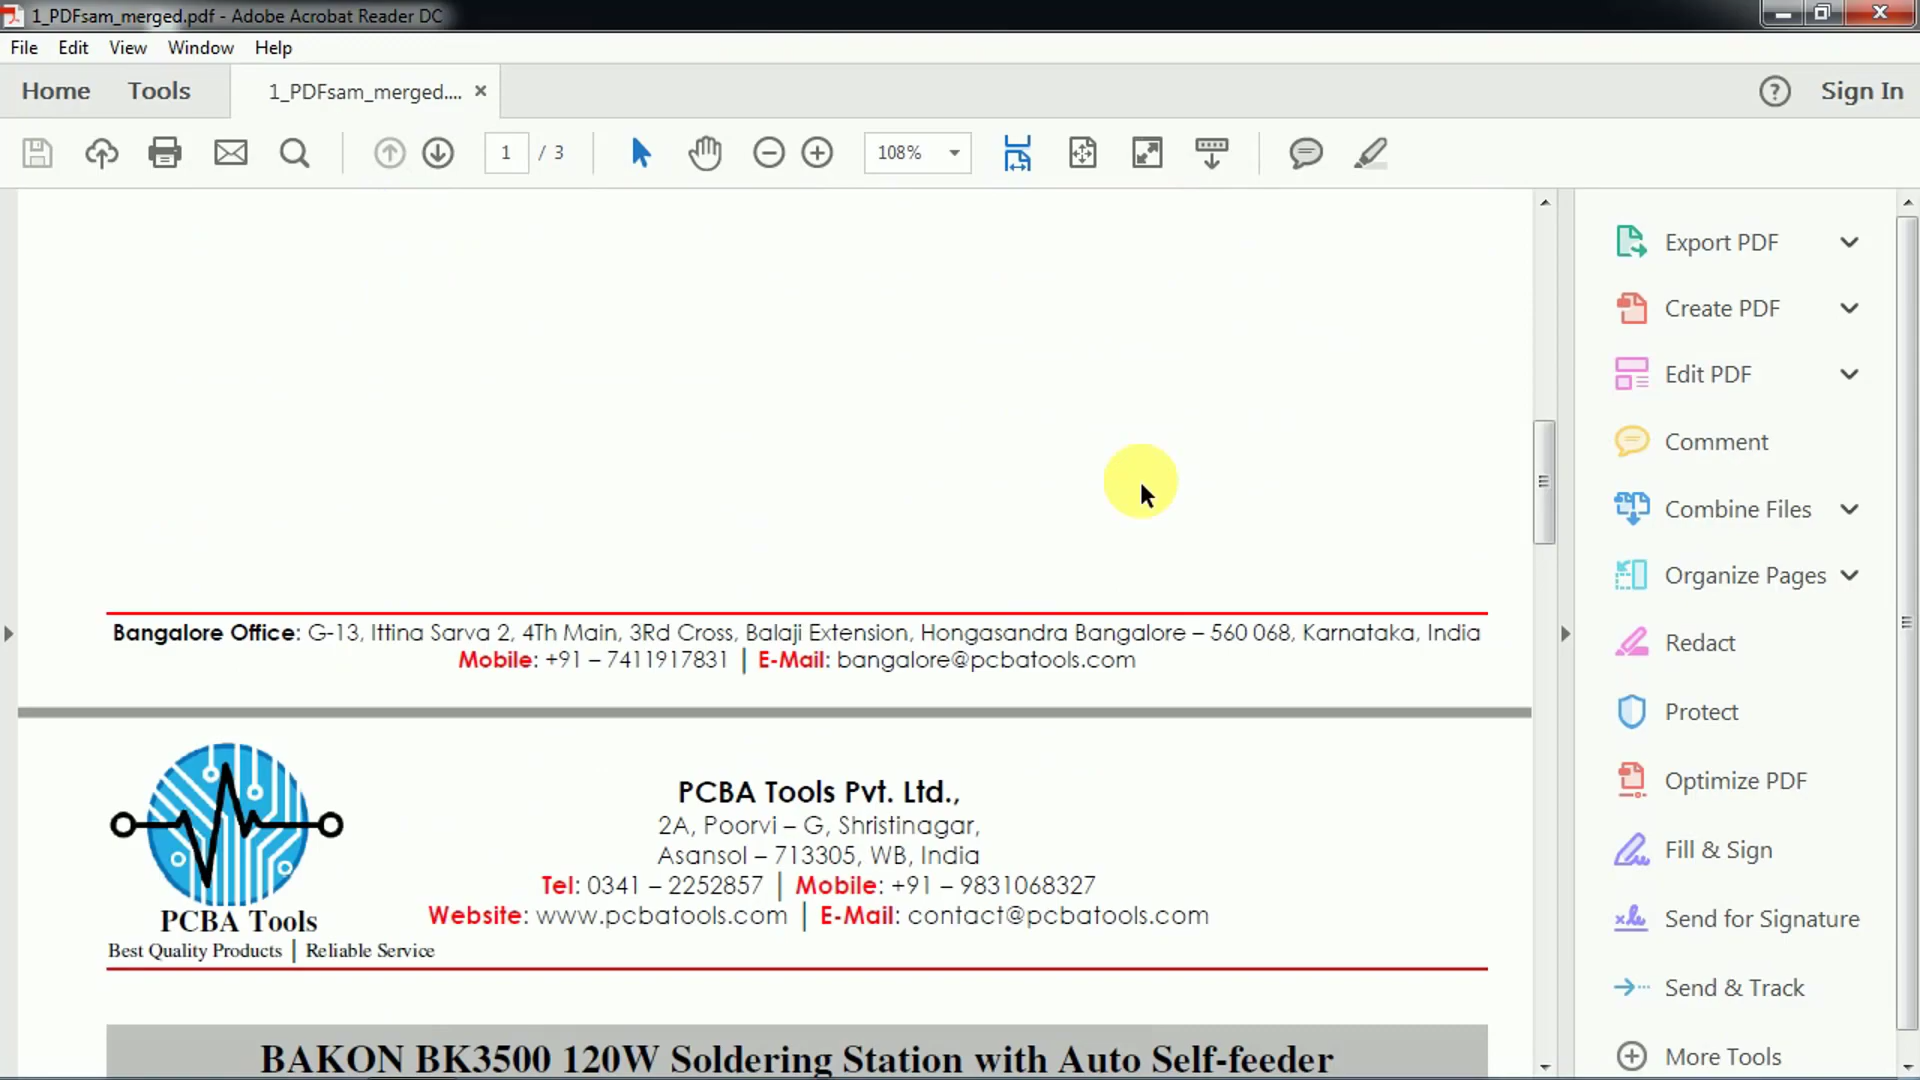 1_PDFsam_merged.pdf - Adobe Acrobat Reader DC
File Edit View Window Help
Home Tools 1_PDFsam_merged.... Sign In
1 / 3 108%
Export PDF
Create PDF
Edit PDF
Comment
Combine Files
Organize Pages
Redact
Protect
Optimize PDF
Fill & Sign
Send for Signature
Send & Track
More Tools
Bangalore Office: G-13, Ittina Sarva 2, 4Th Main, 3Rd Cross, Balaji Extension, Hongasandra Bangalore – 560 068, Karnataka, India
Mobile: +91 – 7411917831 | E-Mail: bangalore@pcbatools.com
PCBA Tools
Best Quality Products | Reliable Service
PCBA Tools Pvt. Ltd.,
2A, Poorvi – G, Shristinagar,
Asansol – 713305, WB, India
Tel: 0341 – 2252857 | Mobile: +91 – 9831068327
Website: www.pcbatools.com | E-Mail: contact@pcbatools.com
BAKON BK3500 120W Soldering Station with Auto Self-feeder